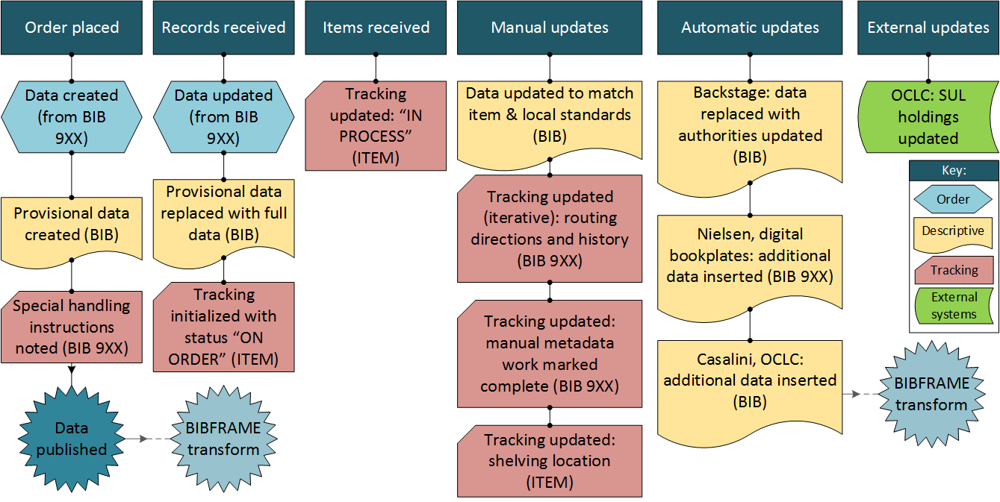 Order placed
Data created
(from BIB
9XX)
Provisional data
created (BIB)
Special handling
instructions
noted (BIB 9XX)
Data
published
Records received
Data updated
(from BIB
9XX)
Provisional data
replaced with full
data (BIB)
Tracking
initialized with
status “ON
ORDER” (ITEM)
BIBFRAME
transform
Items received
Tracking
updated: “IN
PROCESS”
(ITEM)
Manual updates
Data updated to match
item & local standards
(BIB)
Tracking updated
(iterative): routing
directions and history
(BIB 9XX)
Tracking updated:
manual metadata
work marked
complete (BIB 9XX)
Tracking updated:
shelving location
(ITEM)
Automatic updates
Backstage: data
replaced with
authorities updated
(BIB)
Nielsen, digital
bookplates: additional
data inserted (BIB 9XX)
Casalini, OCLC:
additional data inserted
(BIB)
External updates
OCLC: SUL
holdings
updated
Key:
Order
Descriptive
Tracking
External
systems
BIBFRAME
transform